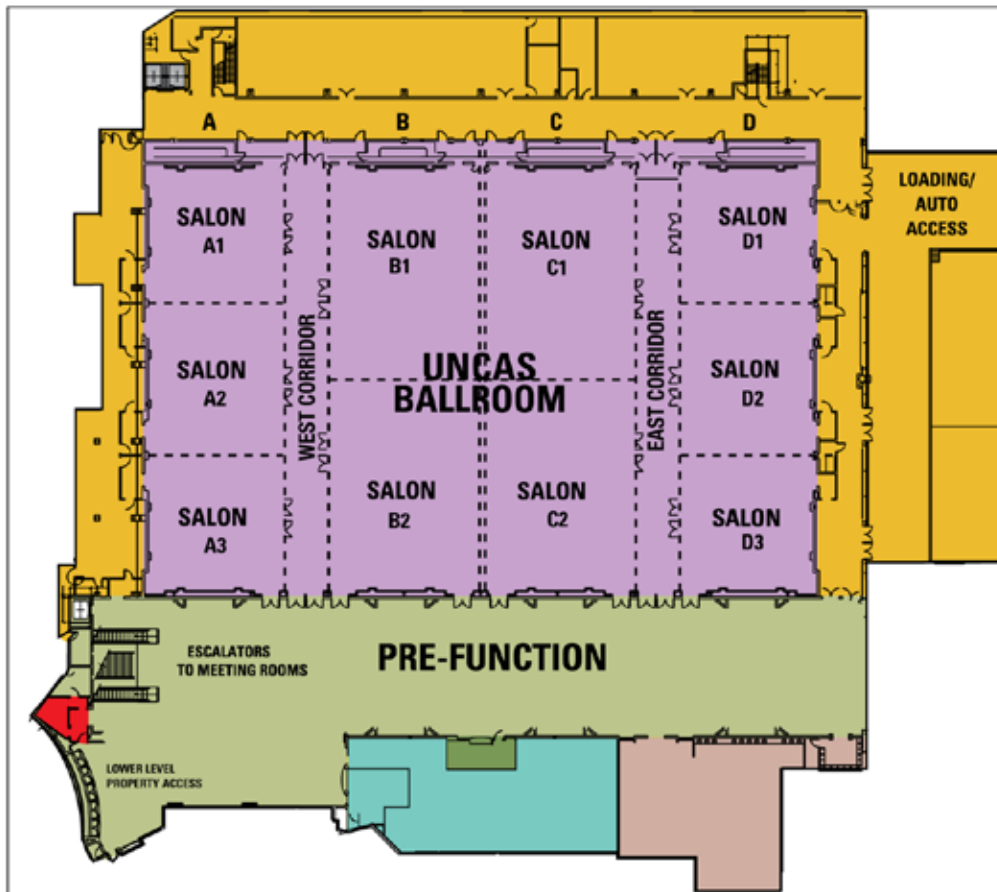 A
B
C
D
LOADING/
AUTO
ACCESS
SALON
A1
SALON
B1
SALON
C1
SALON
D1
SALON
A2
WEST CORRIDOR
UNCAS
BALLROOM
EAST CORRIDOR
SALON
D2
SALON
A3
SALON
B2
SALON
C2
SALON
D3
ESCALATORS
TO MEETING ROOMS
PRE-FUNCTION
LOWER LEVEL
PROPERTY ACCESS